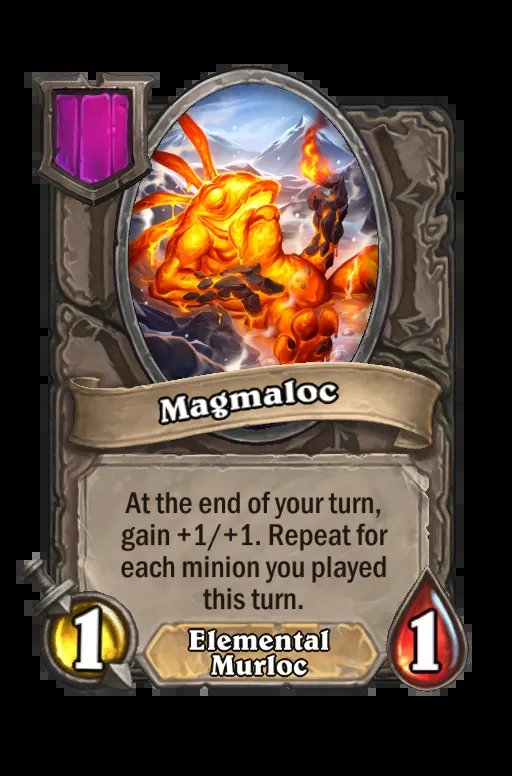 Magmaloc
At the end of your turn,
gain +1/+1. Repeat for
each minion you played
this turn.
1
Elemental
Murloc
1